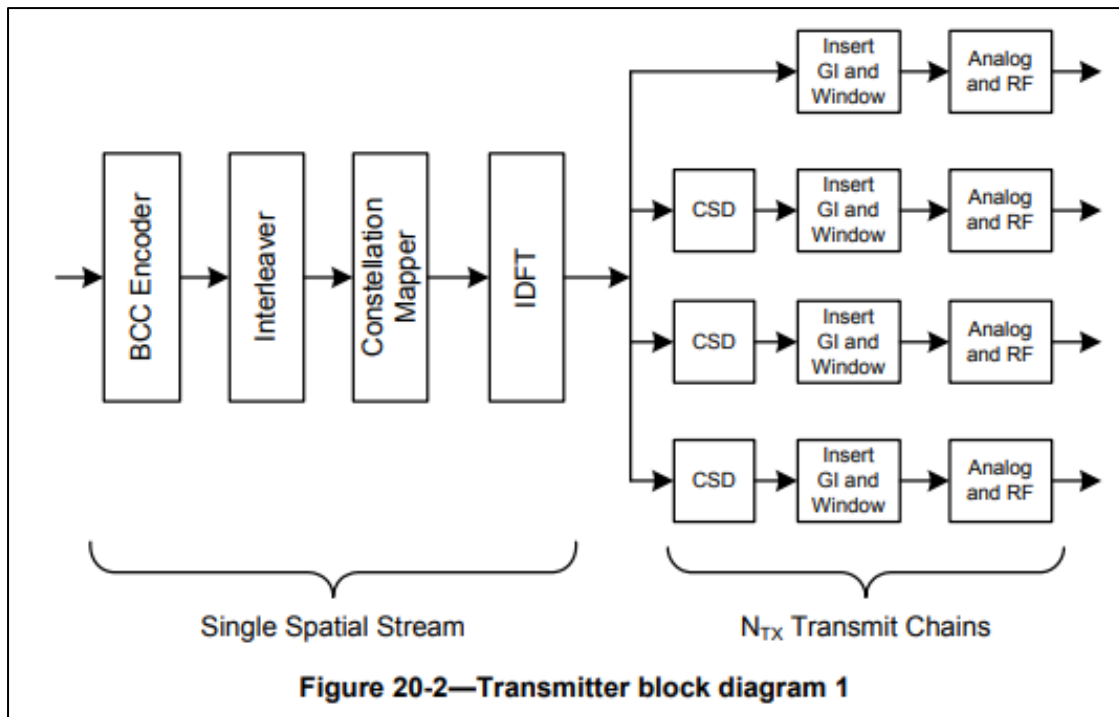 Insert
GI and
Window
Analog
and RF
BCC Encoder
Interleaver
Constellation
Mapper
IDFT
CSD
Insert
GI and
Window
Analog
and RF
CSD
Insert
GI and
Window
Analog
and RF
CSD
Insert
GI and
Window
Analog
and RF
Single Spatial Stream
NTX Transmit Chains
Figure 20-2—Transmitter block diagram 1